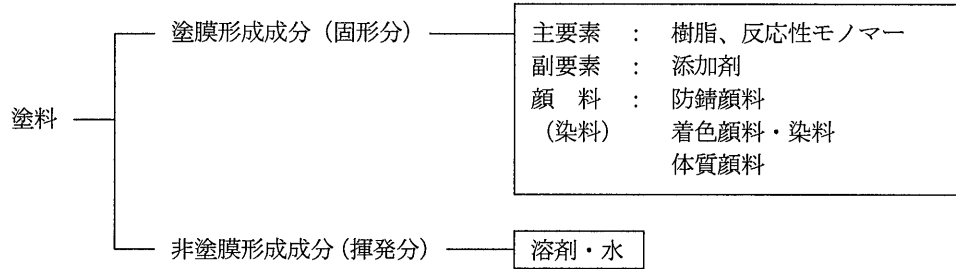 塗料
塗膜形成成分（固形分）
主要素　：　樹脂、反応性モノマー
副要素　：　添加剤
顔　料　：　防錆顔料
（染料）　着色顔料・染料
体質顔料
非塗膜形成成分（揮発分）
溶剤・水